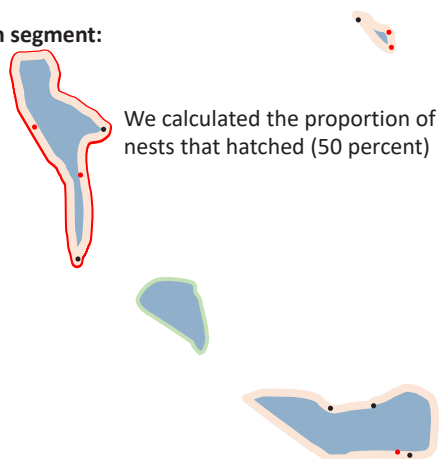 segment:
We calculated the proportion of
nests that hatched (50 percent)